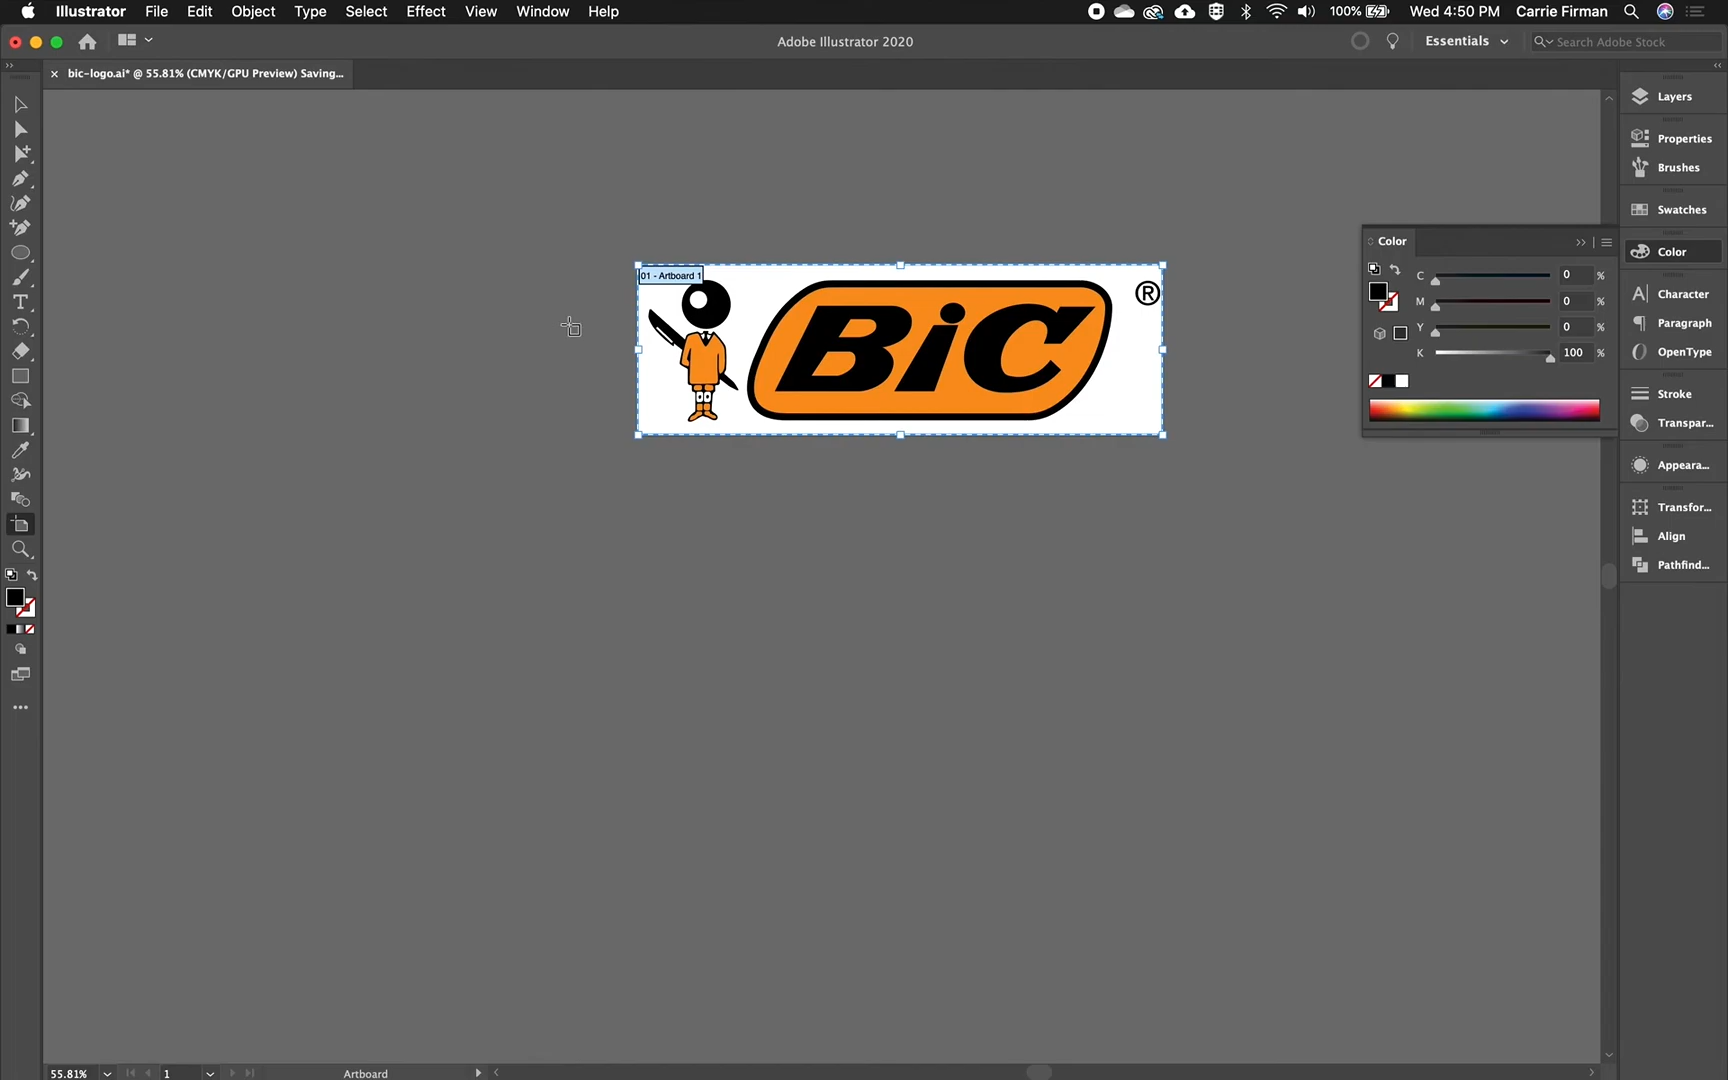 Illustrator File Edit Object Type Select Effect View Window Help
100% Wed 4:50 PM Carrie Firman
Adobe Illustrator 2020
Essentials
Search Adobe Stock
bic-logo.ai* @ 55.81% (CMYK/GPU Preview) Saving...
Layers
Properties
Brushes
Swatches
Color
Character
Paragraph
OpenType
Stroke
Transpar...
Appeara...
Transfor...
Align
Pathfind...
Color
C 0 %
M 0 %
Y 0 %
K 100 %
01 - Artboard 1
BiC ®
55.81% 1 Artboard